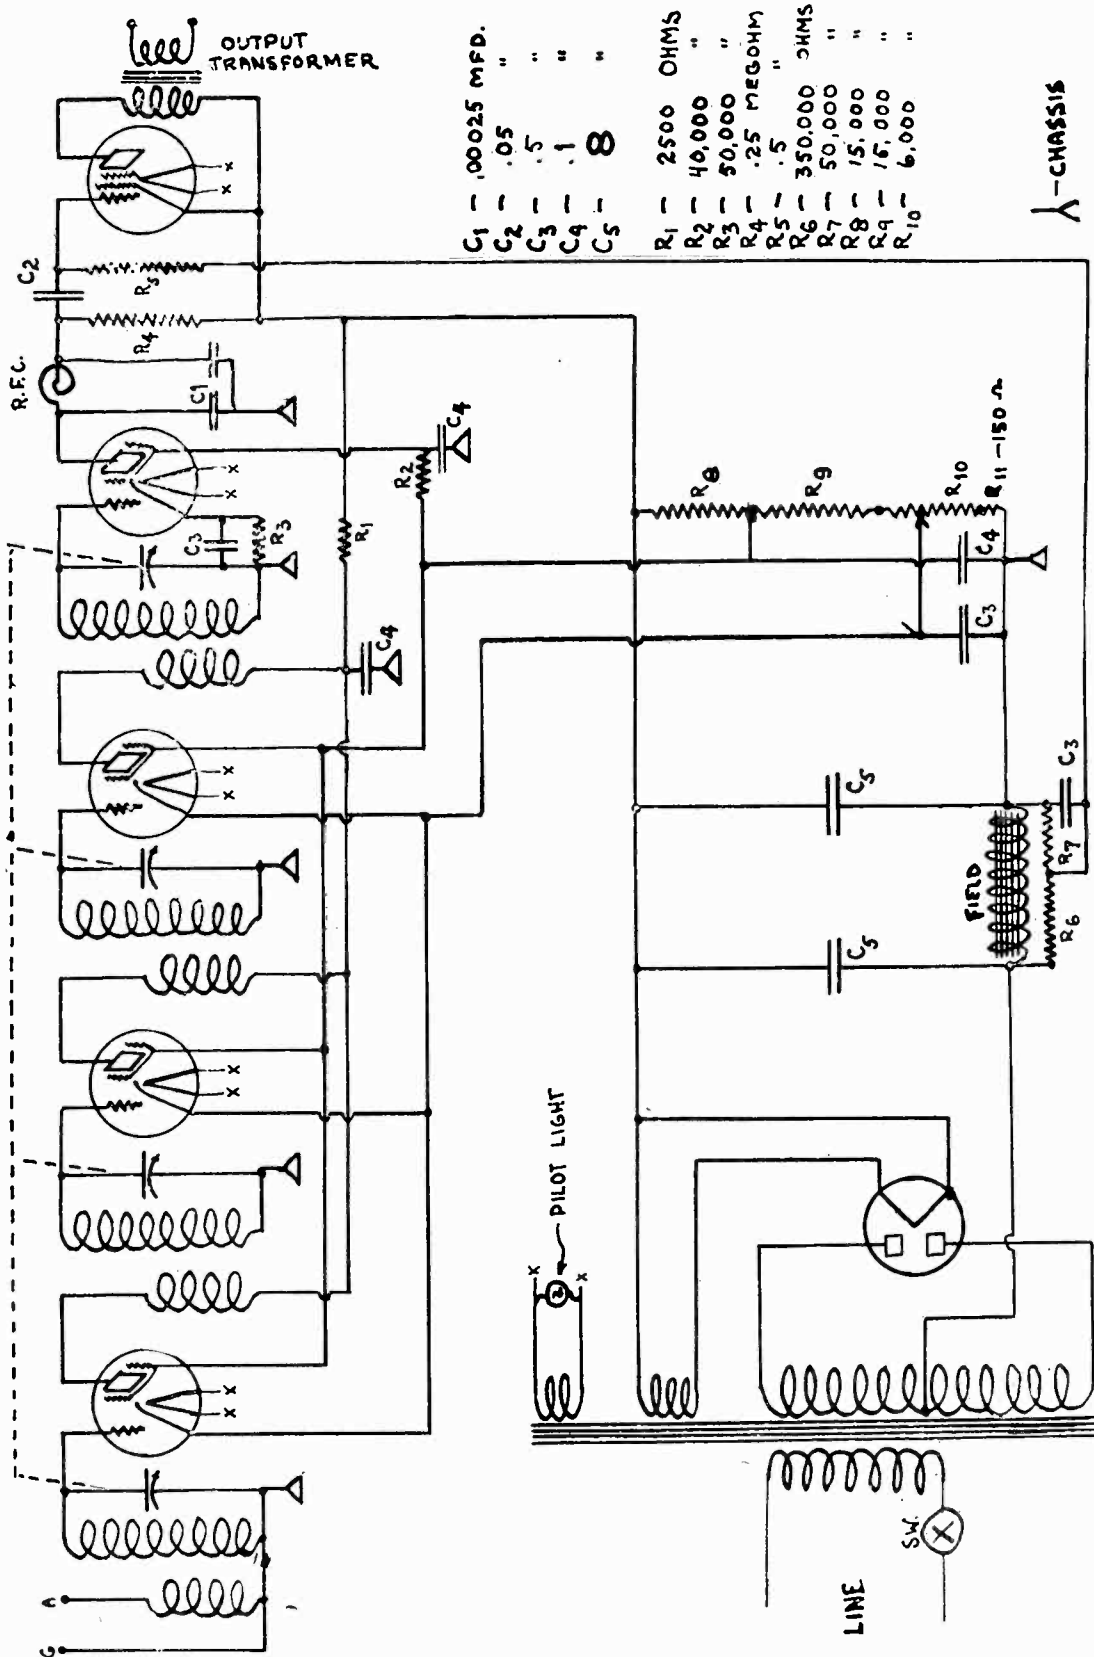 OUTPUT
TRANSFORMER
C1 - .00025 MFD.
C2 - .05 "
C3 - .5 "
C4 - .1 "
C5 - 8 "
R1 - 2500 OHMS
R2 - 40,000 "
R3 - 50,000 "
R4 - .25 MEGOHM
R5 - .5 "
R6 - 350,000 OHMS
R7 - 50,000 "
R8 - 15,000 "
R9 - 15,000 "
R10 - 6,000 "
-CHASSIS
R.F.C.
C2
R5
R4
C1
C4
R2
R1
C3
R3
C4
x
x
x
x
x
x
x
x
x
x
R8
R9
R10
R11-150 Ω
C4
C3
C5
C5
FIELD
R6
R7
C3
PILOT LIGHT
x
x
A
G
LINE
SW.
X